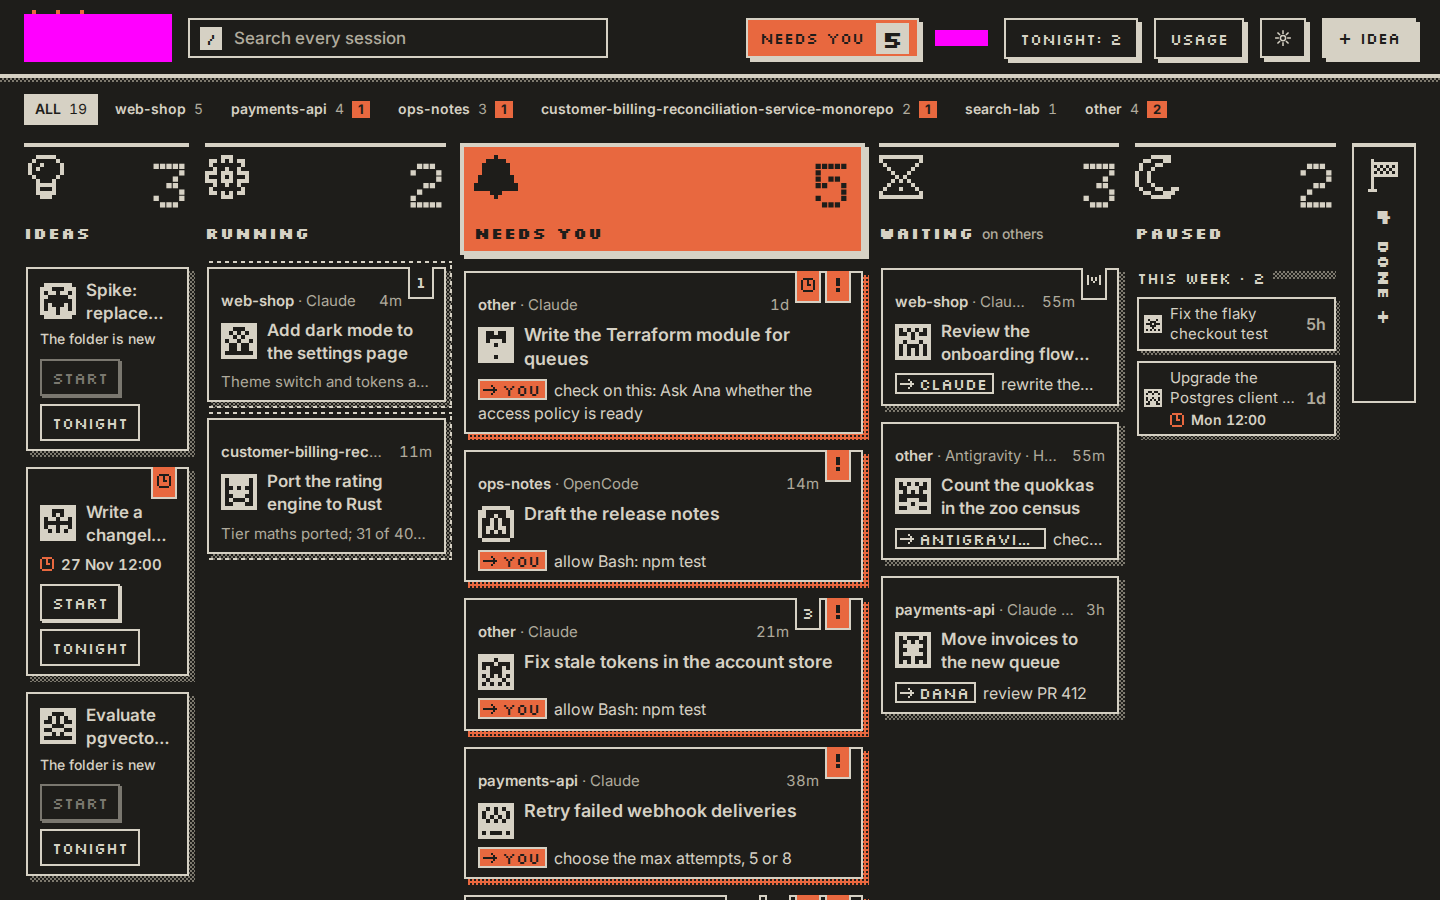 / Search every session
NEEDS YOU 5
TONIGHT: 2
USAGE
+ IDEA
ALL 19
web-shop 5
payments-api 4 1
ops-notes 3 1
customer-billing-reconciliation-service-monorepo 2 1
search-lab 1
other 4 2
3
IDEAS
Spike:
replace...
The folder is new
START
TONIGHT
Write a
changel...
27 Nov 12:00
START
TONIGHT
Evaluate
pgvecto...
The folder is new
START
TONIGHT
2
RUNNING
1
web-shop · Claude 4m
Add dark mode to
the settings page
Theme switch and tokens a...
customer-billing-rec... 11m
Port the rating
engine to Rust
Tier maths ported; 31 of 40...
5
NEEDS YOU
!
other · Claude 1d
Write the Terraform module for
queues
→ YOU check on this: Ask Ana whether the
access policy is ready
!
ops-notes · OpenCode 14m
Draft the release notes
→ YOU allow Bash: npm test
3 !
other · Claude 21m
Fix stale tokens in the account store
→ YOU allow Bash: npm test
!
payments-api · Claude 38m
Retry failed webhook deliveries
→ YOU choose the max attempts, 5 or 8
3
WAITING on others
web-shop · Clau... 55m
Review the
onboarding flow...
→ CLAUDE rewrite the...
other · Antigravity · H... 55m
Count the quokkas
in the zoo census
→ ANTIGRAVI... chec...
payments-api · Claude ... 3h
Move invoices to
the new queue
→ DANA review PR 412
2
PAUSED
THIS WEEK · 2
Fix the flaky
checkout test 5h
Upgrade the
Postgres client ... 1d
Mon 12:00
4 DONE +